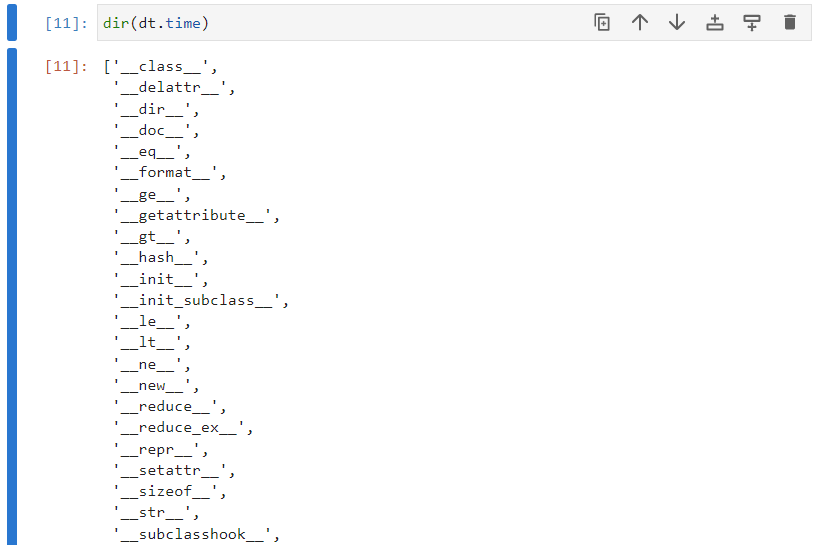 [11]: dir(dt.time)
[11]: ['__class__',
'__delattr__',
'__dir__',
'__doc__',
'__eq__',
'__format__',
'__ge__',
'__getattribute__',
'__gt__',
'__hash__',
'__init__',
'__init_subclass__',
'__le__',
'__lt__',
'__ne__',
'__new__',
'__reduce__',
'__reduce_ex__',
'__repr__',
'__setattr__',
'__sizeof__',
'__str__',
'__subclasshook__',